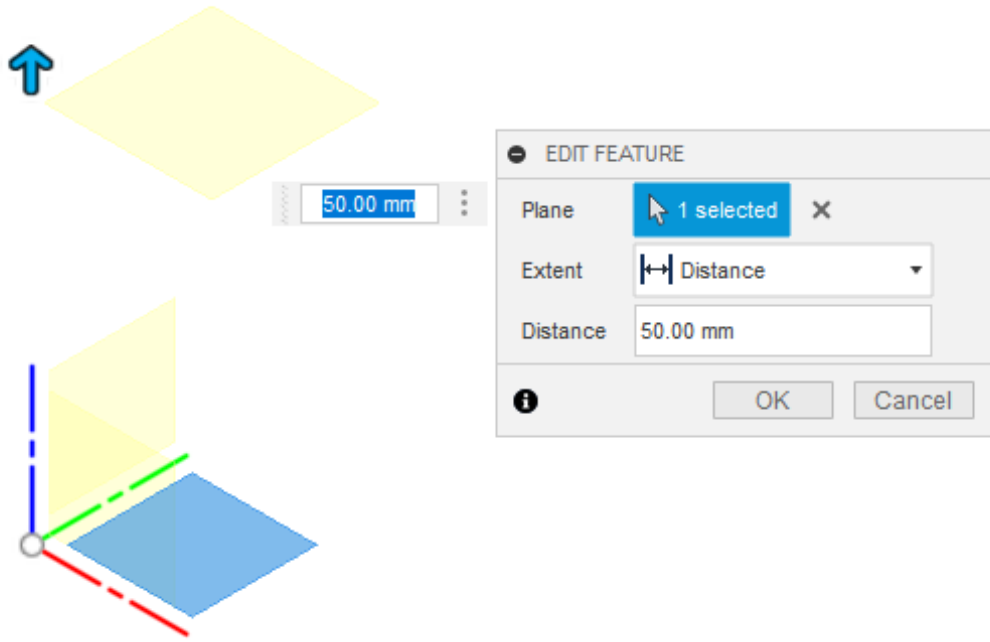 EDIT FEATURE
50.00 mm
Plane 1 selected
Extent Distance
Distance 50.00 mm
OK Cancel